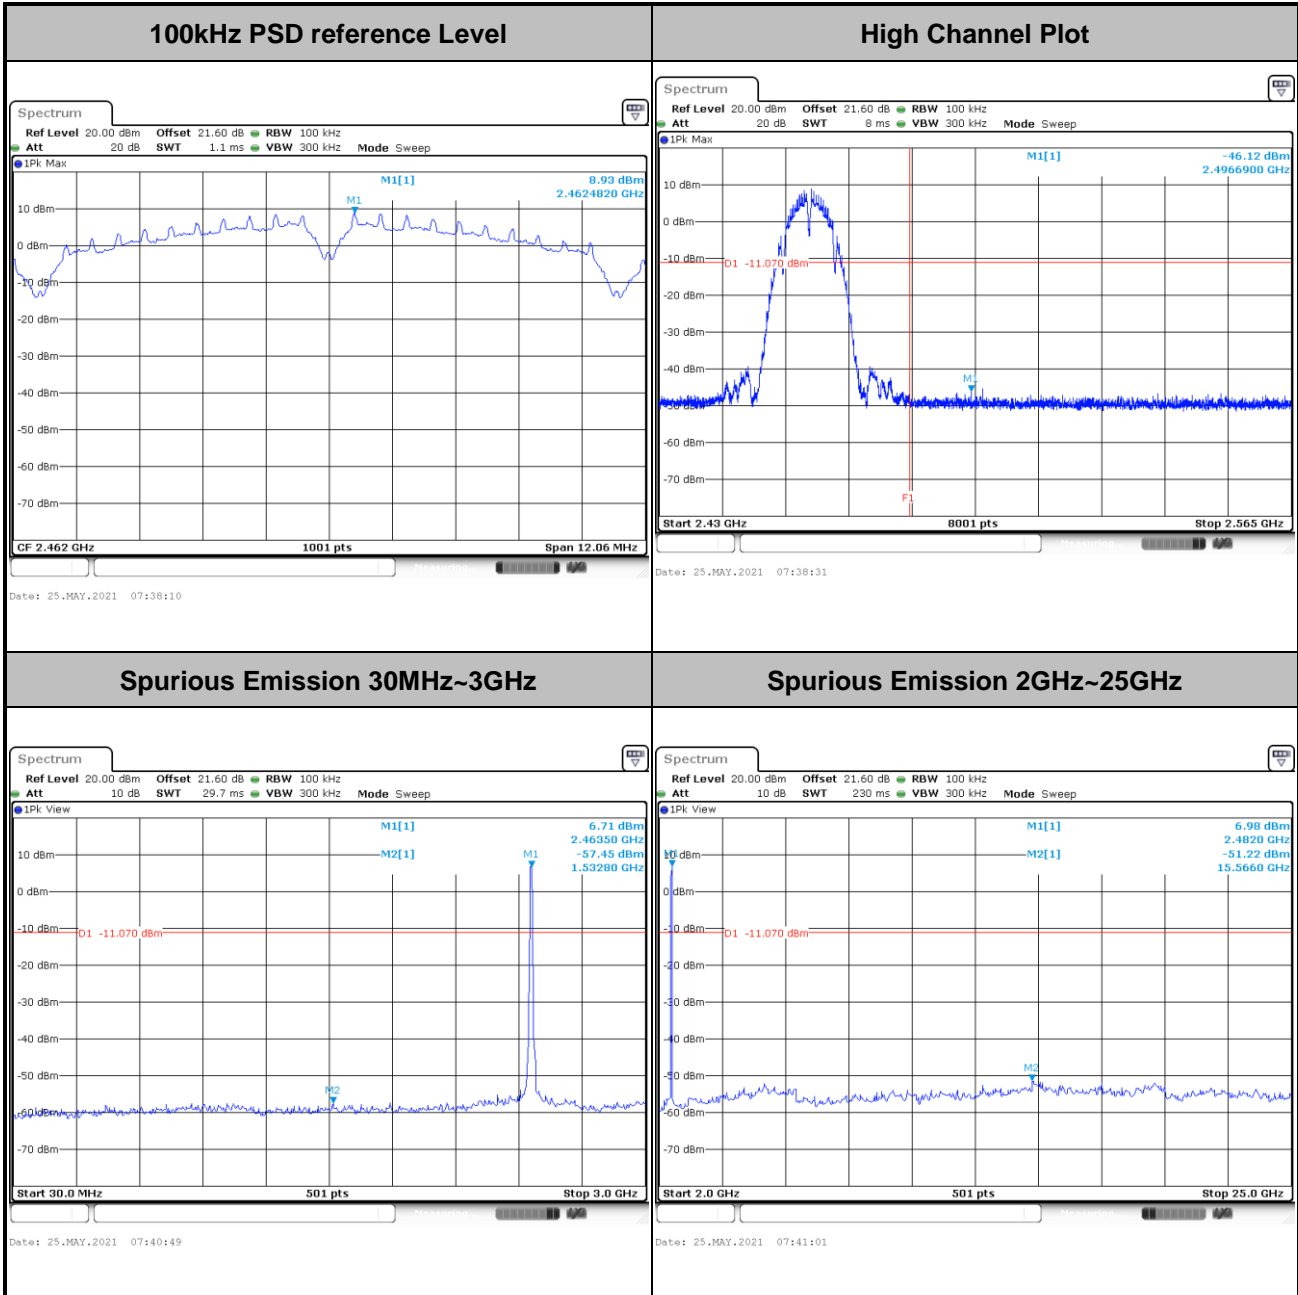 100kHz PSD reference Level
Spectrum
Ref Level 20.00 dBm Offset 21.60 dB RBW 100 kHz
Att 20 dB SWT 1.1 ms VBW 300 kHz Mode Sweep
1Pk Max
M1[1] 8.93 dBm
2.4624820 GHz
M1
10 dBm
0 dBm
-10 dBm
-20 dBm
-30 dBm
-40 dBm
-50 dBm
-60 dBm
-70 dBm
CF 2.462 GHz 1001 pts Span 12.06 MHz
Measuring...
Date: 25.MAY.2021 07:38:10
High Channel Plot
Spectrum
Ref Level 20.00 dBm Offset 21.60 dB RBW 100 kHz
Att 20 dB SWT 8 ms VBW 300 kHz Mode Sweep
1Pk Max
M1[1] -46.12 dBm
2.4966900 GHz
10 dBm
0 dBm
-10 dBm
D1 -11.070 dBm
-20 dBm
-30 dBm
-40 dBm
M1
-50 dBm
-60 dBm
-70 dBm
F1
Start 2.43 GHz 8001 pts Stop 2.565 GHz
Measuring...
Date: 25.MAY.2021 07:38:31
Spurious Emission 30MHz~3GHz
Spectrum
Ref Level 20.00 dBm Offset 21.60 dB RBW 100 kHz
Att 10 dB SWT 29.7 ms VBW 300 kHz Mode Sweep
1Pk View
M1[1] 6.71 dBm
2.46350 GHz
M2[1] -57.45 dBm
1.53280 GHz
10 dBm
M1
0 dBm
-10 dBm
D1 -11.070 dBm
-20 dBm
-30 dBm
-40 dBm
-50 dBm
M2
-60 dBm
-70 dBm
Start 30.0 MHz 501 pts Stop 3.0 GHz
Measuring...
Date: 25.MAY.2021 07:40:49
Spurious Emission 2GHz~25GHz
Spectrum
Ref Level 20.00 dBm Offset 21.60 dB RBW 100 kHz
Att 10 dB SWT 230 ms VBW 300 kHz Mode Sweep
1Pk View
M1[1] 6.98 dBm
2.4820 GHz
M2[1] -51.22 dBm
15.5660 GHz
M1
10 dBm
0 dBm
-10 dBm
D1 -11.070 dBm
-20 dBm
-30 dBm
-40 dBm
-50 dBm
M2
-60 dBm
-70 dBm
Start 2.0 GHz 501 pts Stop 25.0 GHz
Measuring...
Date: 25.MAY.2021 07:41:01